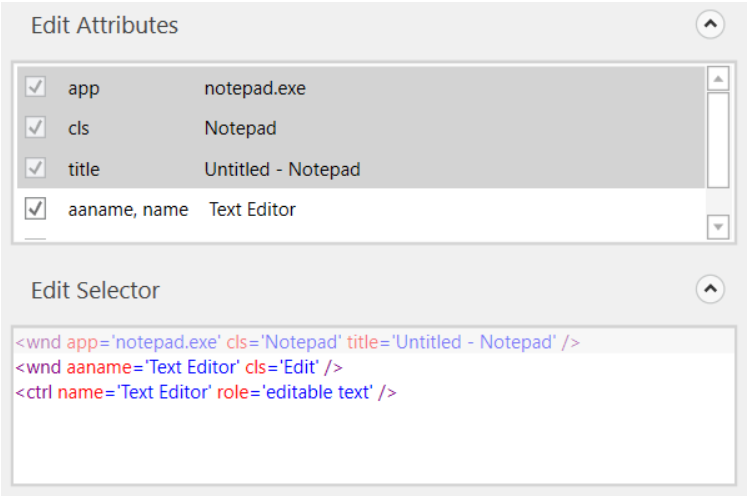 Edit Attributes
app notepad.exe
cls Notepad
title Untitled - Notepad
aaname, name Text Editor
Edit Selector
<wnd app='notepad.exe' cls='Notepad' title='Untitled - Notepad' />
<wnd aaname='Text Editor' cls='Edit' />
<ctrl name='Text Editor' role='editable text' />